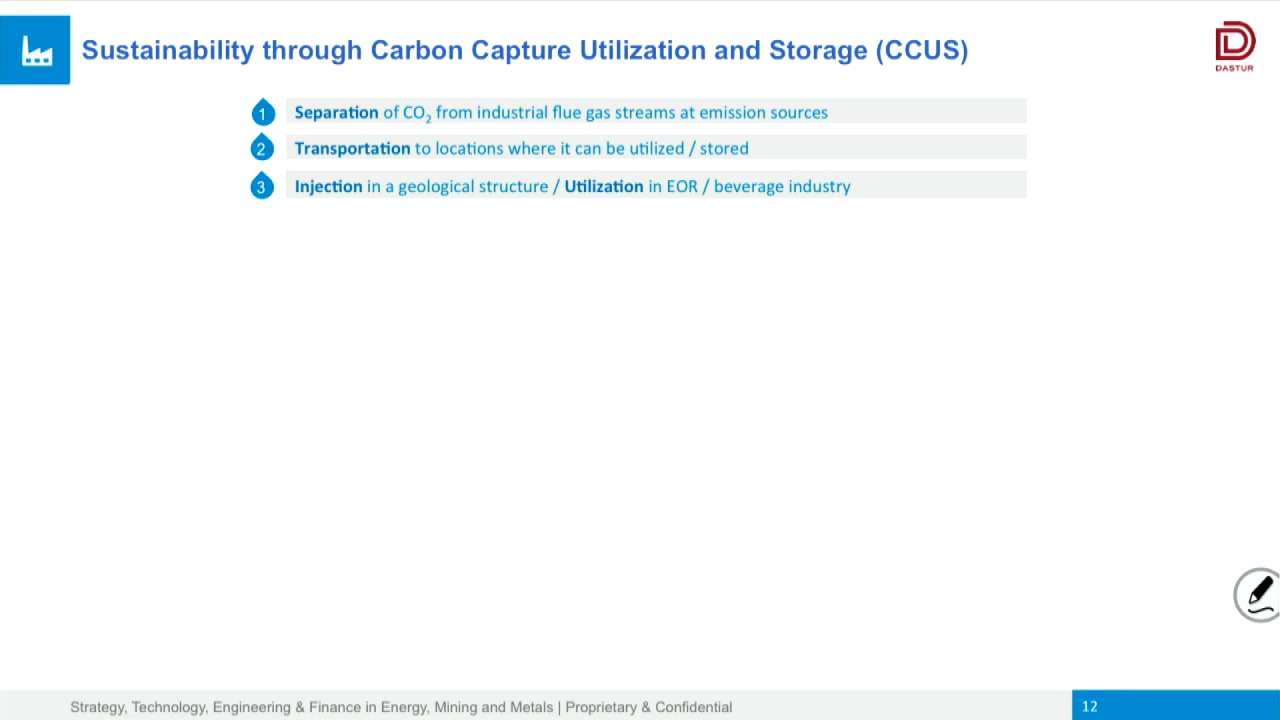 Sustainability through Carbon Capture Utilization and Storage (CCUS)
DASTUR
1 Separation of CO2 from industrial flue gas streams at emission sources
2 Transportation to locations where it can be utilized / stored
3 Injection in a geological structure / Utilization in EOR / beverage industry
Strategy, Technology, Engineering & Finance in Energy, Mining and Metals | Proprietary & Confidential
12